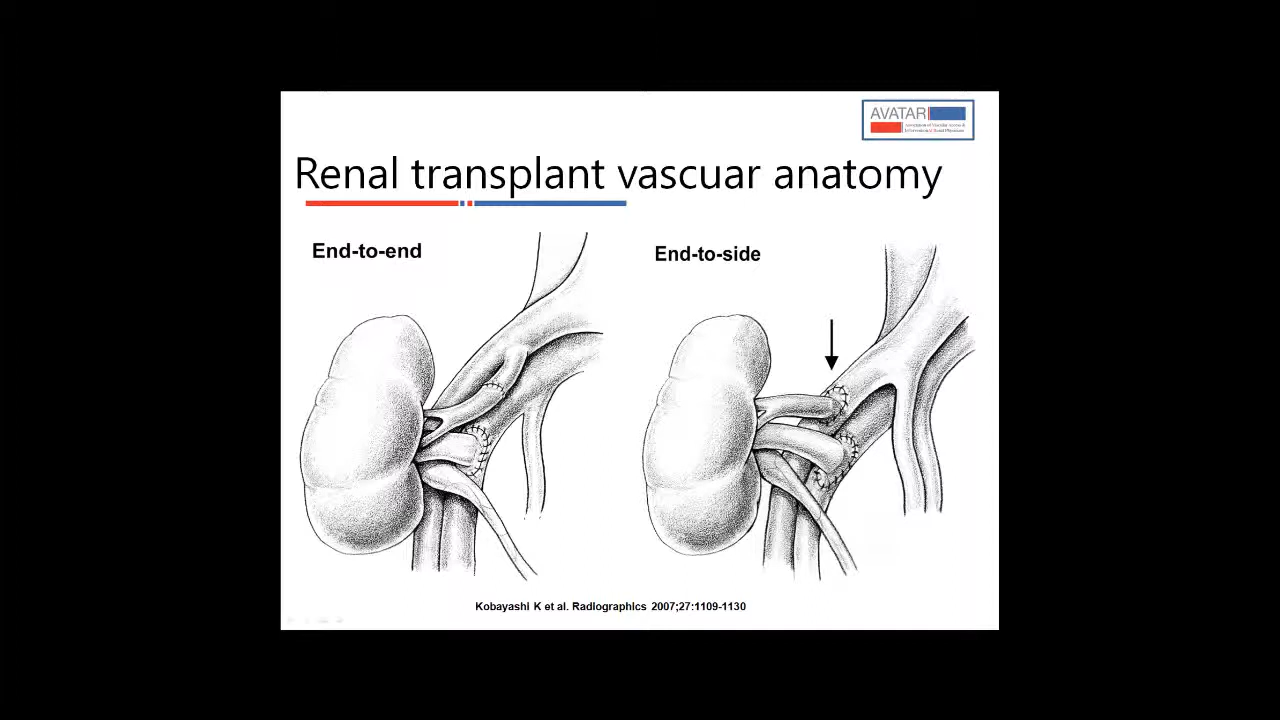 AVATAR
Renal transplant vascuar anatomy
End-to-end
End-to-side
Kobayashi K et al. Radiographics 2007;27:1109-1130